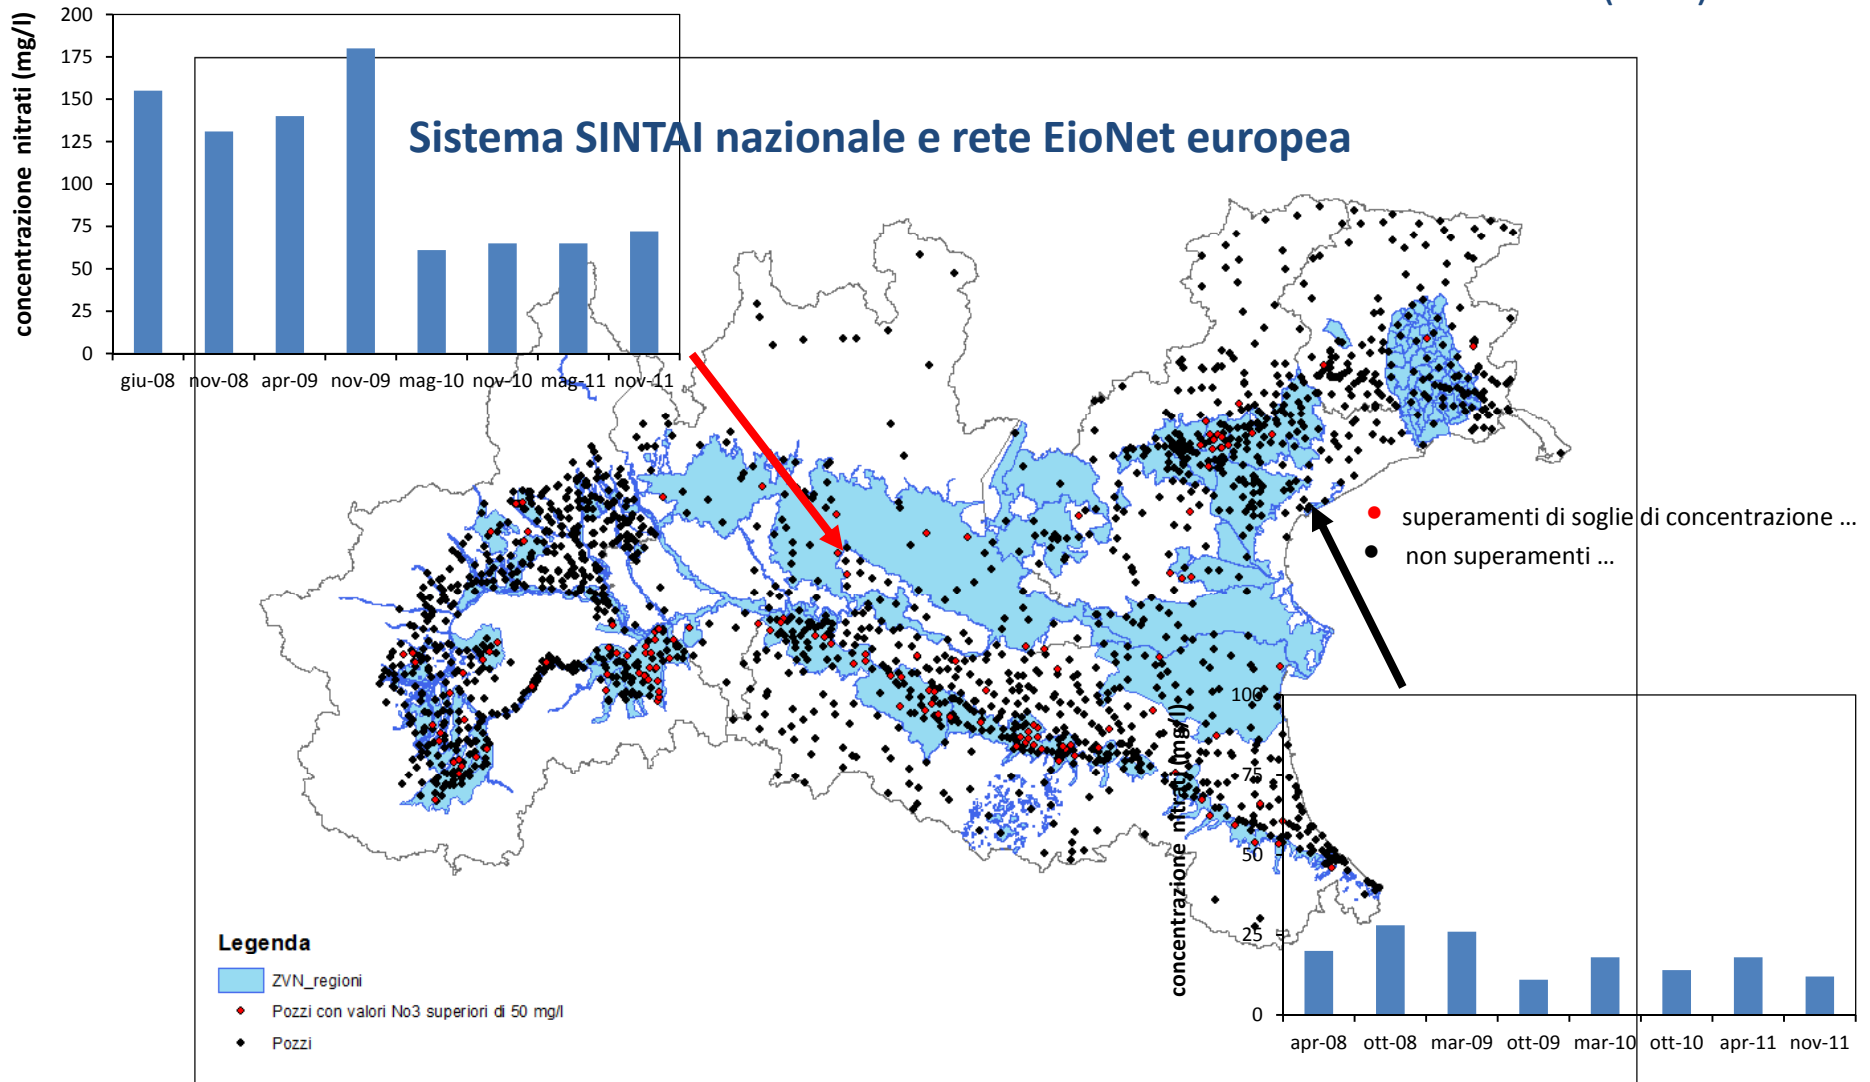 concentrazione nitrati (mg/l)
200
175
150
125
100
75
50
25
0
giu-08 nov-08 apr-09 nov-09 mag-10 nov-10 mag-11 nov-11
Sistema SINTAI nazionale e rete EioNet europea
superamenti di soglie di concentrazione ...
non superamenti ...
Legenda
ZVN_regioni
Pozzi con valori No3 superiori di 50 mg/l
Pozzi
concentrazione nitrati (mg/l)
100
75
50
25
0
apr-08 ott-08 mar-09 ott-09 mar-10 ott-10 apr-11 nov-11